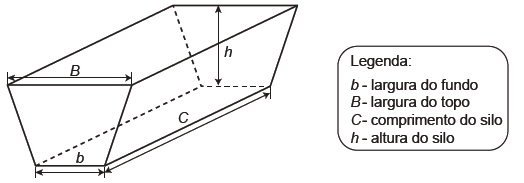 h
B
C
b
Legenda:
b - largura do fundo
B - largura do topo
C - comprimento do silo
h - altura do silo